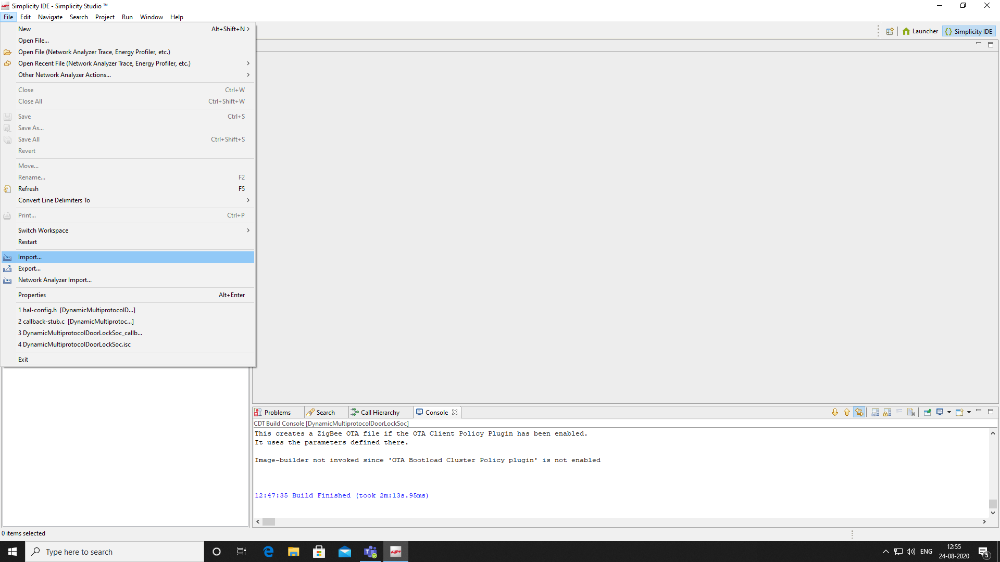 Simplicity IDE - Simplicity Studio ™
File Edit Navigate Search Project Run Window Help
New Alt+Shift+N
Open File...
Open File (Network Analyzer Trace, Energy Profiler, etc.)
Open Recent File (Network Analyzer Trace, Energy Profiler, etc.)
Other Network Analyzer Actions...
Close Ctrl+W
Close All Ctrl+Shift+W
Save Ctrl+S
Save As...
Save All Ctrl+Shift+S
Revert
Move...
Rename... F2
Refresh F5
Convert Line Delimiters To
Print... Ctrl+P
Switch Workspace
Restart
Import...
Export...
Network Analyzer Import...
Properties Alt+Enter
1 hal-config.h [DynamicMultiprotocolD...]
2 callback-stub.c [DynamicMultiprotoc...]
3 DynamicMultiprotocolDoorLockSoc_callb...
4 DynamicMultiprotocolDoorLockSoc.isc
Exit
Launcher Simplicity IDE
Problems Search Call Hierarchy Console
CDT Build Console [DynamicMultiprotocolDoorLockSoc]
This creates a ZigBee OTA file if the OTA Client Policy Plugin has been enabled.
It uses the parameters defined there.
Image-builder not invoked since 'OTA Bootload Cluster Policy plugin' is not enabled
12:47:35 Build Finished (took 2m:13s.95ms)
0 items selected
Type here to search
ENG
12:55
24-08-2020
5